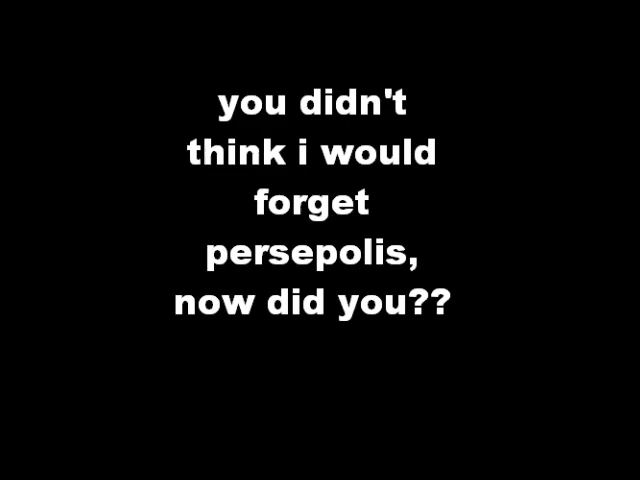 you didn't
think i would
forget
persepolis,
now did you??